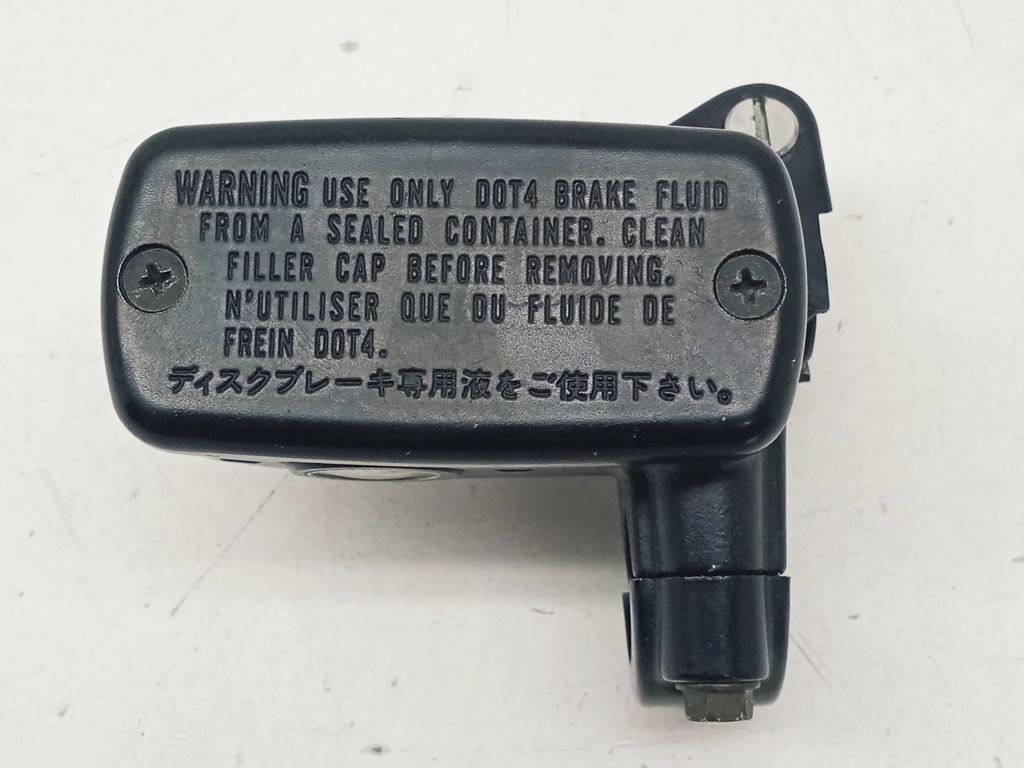 WARNING USE ONLY DOT4 BRAKE FLUID
FROM A SEALED CONTAINER. CLEAN
FILLER CAP BEFORE REMOVING.
N'UTILISER QUE DU FLUIDE DE
FREIN DOT4.
ディスクブレーキ専用液をご使用下さい。